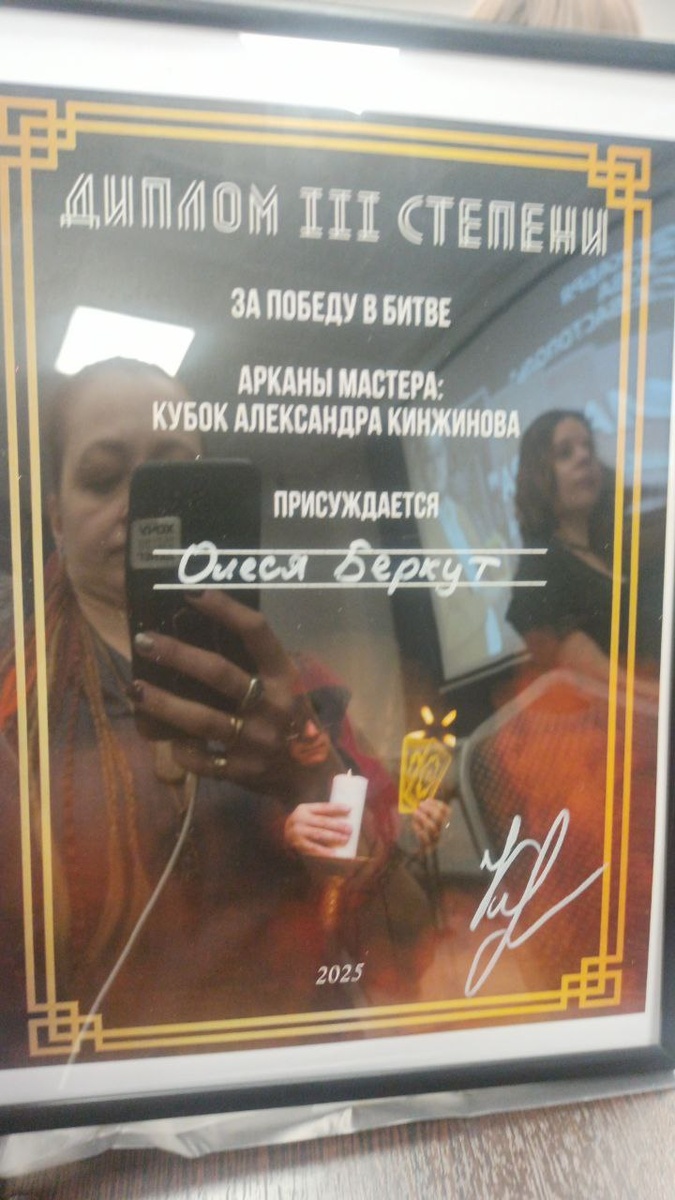 ДИПЛОМ III СТЕПЕНИ
ЗА ПОБЕДУ В БИТВЕ
АРКАНЫ МАСТЕРА:
КУБОК АЛЕКСАНДРА КИНЖИНОВА
ПРИСУЖДАЕТСЯ
Олеся Беркут
2025